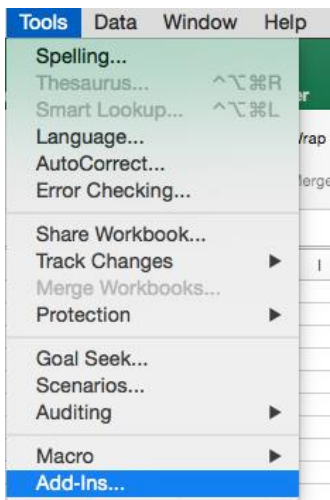 Tools Data Window Help
Spelling...
Thesaurus... ^⌥⌘R
Smart Lookup... ^⌥⌘L
Language...
AutoCorrect...
Error Checking...
Share Workbook...
Track Changes ▶
Merge Workbooks...
Protection ▶
Goal Seek...
Scenarios...
Auditing ▶
Macro ▶
Add-Ins...